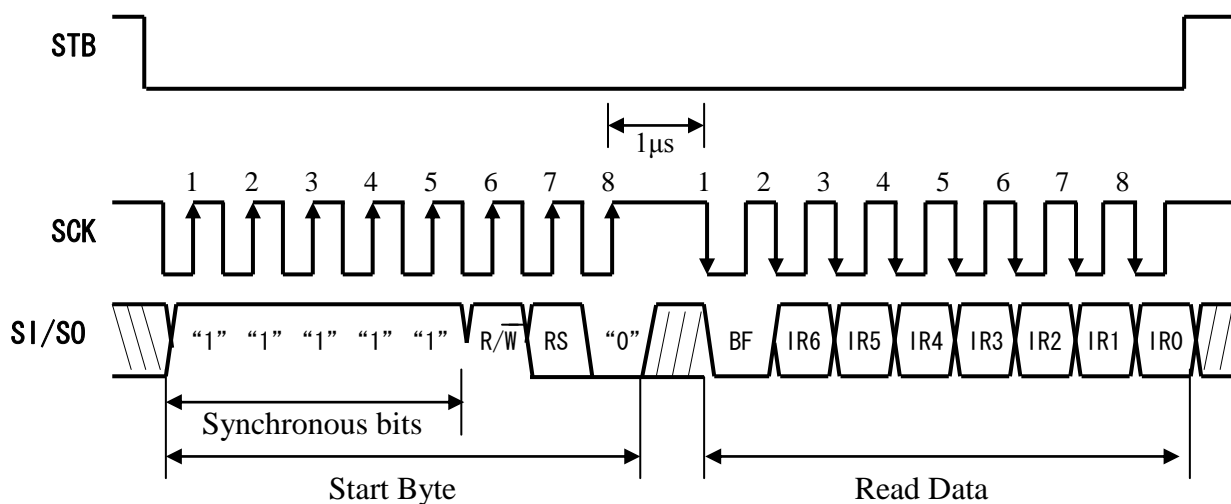 STB
1μs
1 2 3 4 5 6 7 8 1 2 3 4 5 6 7 8
SCK
SI/SO "1" "1" "1" "1" "1" R/W̅ RS "0" BF IR6 IR5 IR4 IR3 IR2 IR1 IR0
Synchronous bits
Start Byte Read Data